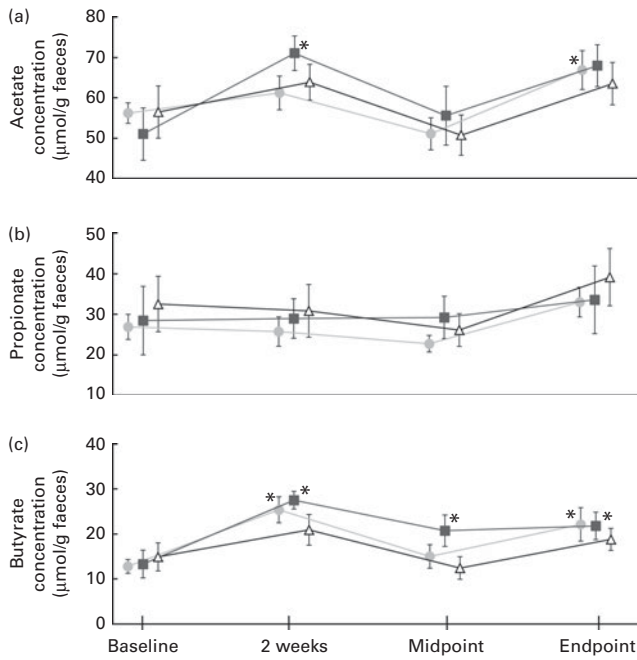 (a)
Acetate
concentration
(μmol/g faeces)
80
70
60
50
40
*
*
(b)
Propionate
concentration
(μmol/g faeces)
50
40
30
20
10
(c)
Butyrate
concentration
(μmol/g faeces)
40
30
20
10
0
* *
*
* *
Baseline 2 weeks Midpoint Endpoint